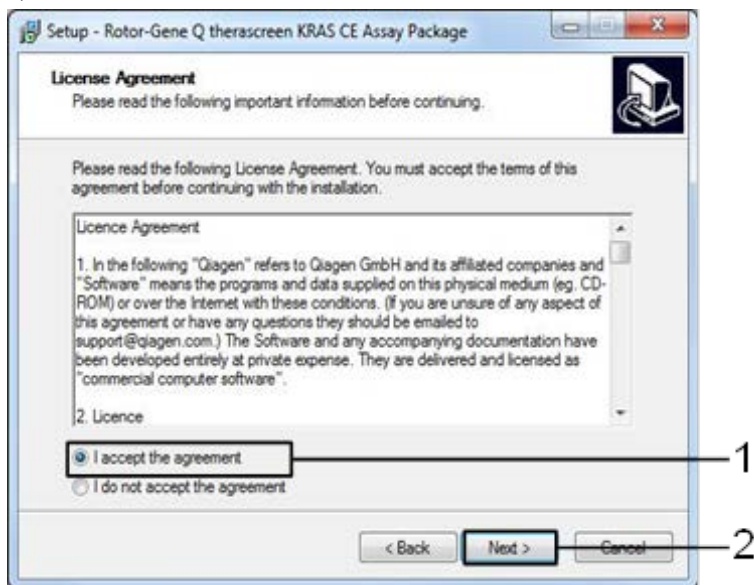 Setup - Rotor-Gene Q therascreen KRAS CE Assay Package
License Agreement
Please read the following important information before continuing.
Please read the following License Agreement. You must accept the terms of this
agreement before continuing with the installation.
Licence Agreement
1. In the following "Qiagen" refers to Qiagen GmbH and its affiliated companies and
"Software" means the programs and data supplied on this physical medium (eg. CD-
ROM) or over the Internet with these conditions. (If you are unsure of any aspect of
this agreement or have any questions they should be emailed to
support@qiagen.com.) The Software and any accompanying documentation have
been developed entirely at private expense. They are delivered and licensed as
"commercial computer software".
2. Licence
I accept the agreement
1
I do not accept the agreement
< Back Next > Cancel
2